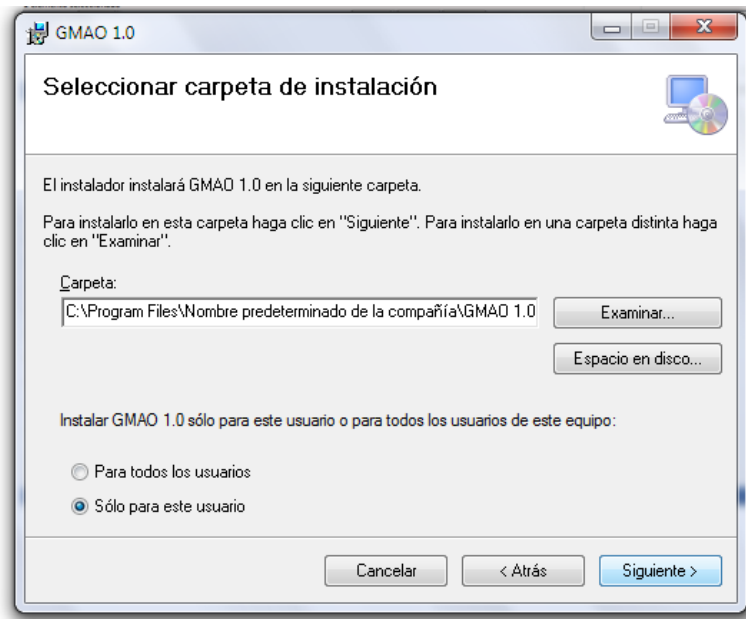 GMAO 1.0
Seleccionar carpeta de instalación
El instalador instalará GMAO 1.0 en la siguiente carpeta.
Para instalarlo en esta carpeta haga clic en "Siguiente". Para instalarlo en una carpeta distinta haga
clic en "Examinar".
Carpeta:
C:\Program Files\Nombre predeterminado de la compañía\GMAO 1.0
Examinar...
Espacio en disco...
Instalar GMAO 1.0 sólo para este usuario o para todos los usuarios de este equipo:
Para todos los usuarios
Sólo para este usuario
Cancelar
< Atrás
Siguiente >